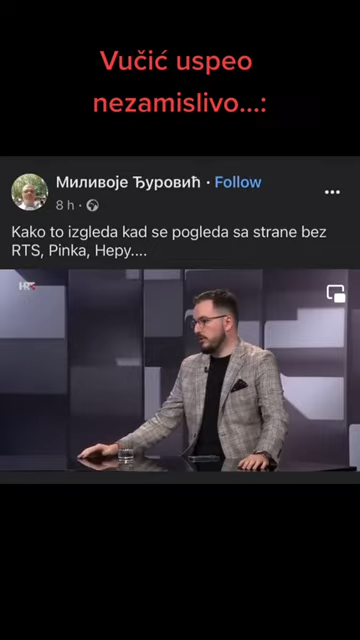 Vučić uspeo
nezamislivo...:
Миливоје Ђуровић · Follow
8 h ·
Kako to izgleda kad se pogleda sa strane bez
RTS, Pinka, Hepy....
HRT